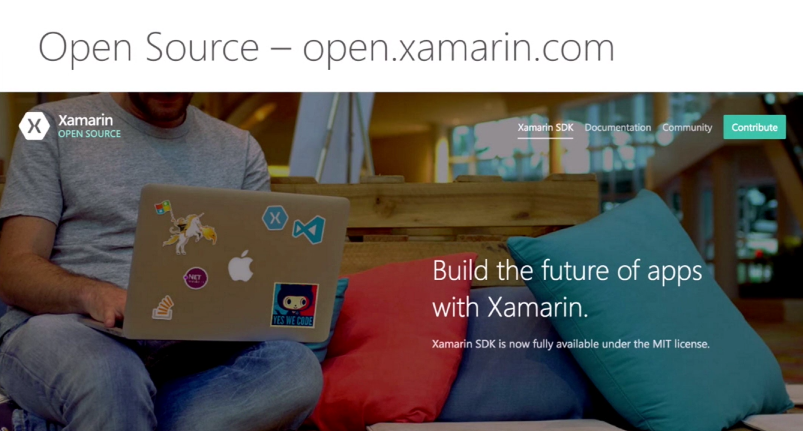 Open Source – open.xamarin.com
Xamarin
OPEN SOURCE
Xamarin SDK Documentation Community Contribute
.NET
YES WE CODE
Build the future of apps
with Xamarin.
Xamarin SDK is now fully available under the MIT license.